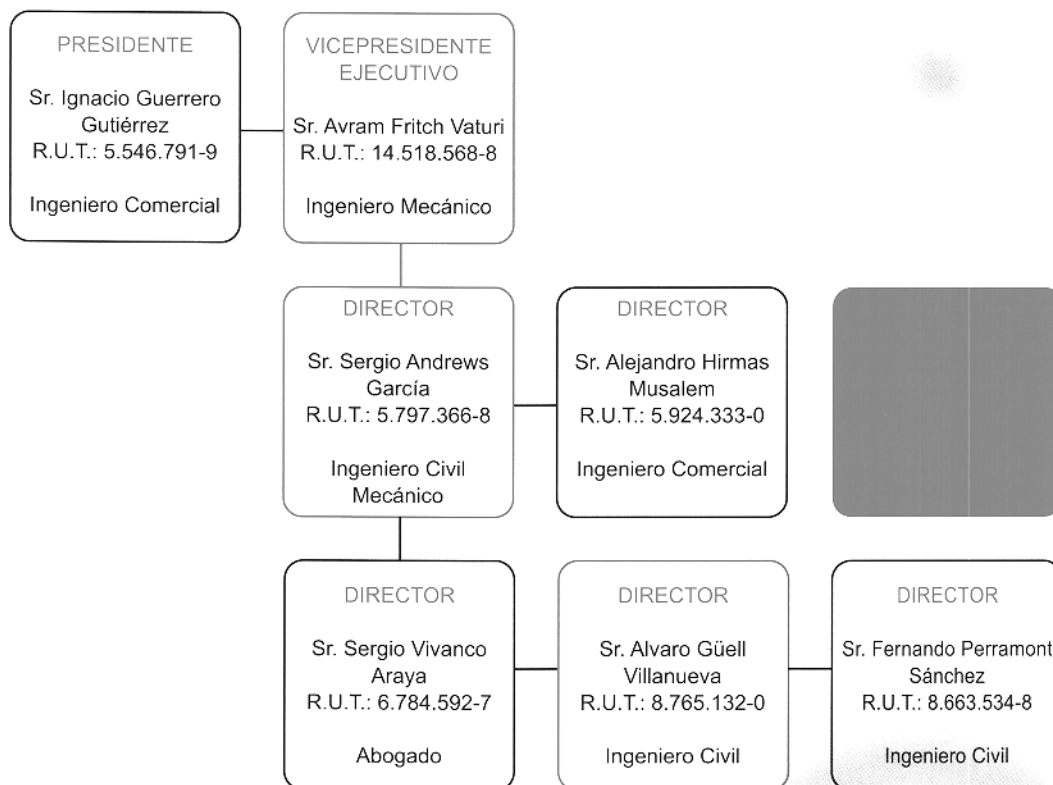 PRESIDENTE
Sr. Ignacio Guerrero
Gutiérrez
R.U.T.: 5.546.791-9
Ingeniero Comercial
VICEPRESIDENTE
EJECUTIVO
Sr. Avram Fritch Vaturi
R.U.T.: 14.518.568-8
Ingeniero Mecánico
DIRECTOR
Sr. Sergio Andrews
García
R.U.T.: 5.797.366-8
Ingeniero Civil
Mecánico
DIRECTOR
Sr. Alejandro Hirmas
Musalem
R.U.T.: 5.924.333-0
Ingeniero Comercial
DIRECTOR
Sr. Sergio Vivanco
Araya
R.U.T.: 6.784.592-7
Abogado
DIRECTOR
Sr. Alvaro Güell
Villanueva
R.U.T.: 8.765.132-0
Ingeniero Civil
DIRECTOR
Sr. Fernando Perramont
Sánchez
R.U.T.: 8.663.534-8
Ingeniero Civil